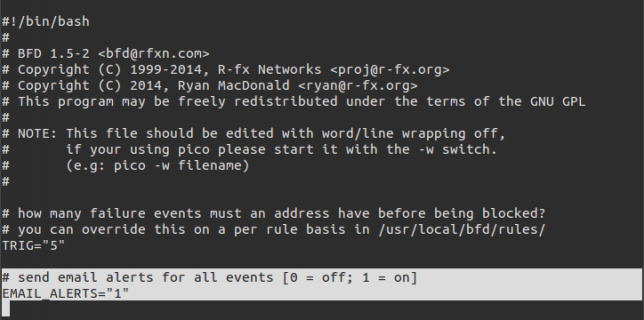 #!/bin/bash
#
# BFD 1.5-2 <bfd@rfxn.com>
# Copyright (C) 1999-2014, R-fx Networks <proj@r-fx.org>
# Copyright (C) 2014, Ryan MacDonald <ryan@r-fx.org>
# This program may be freely redistributed under the terms of the GNU GPL
#
# NOTE: This file should be edited with word/line wrapping off,
#       if your using pico please start it with the -w switch.
#       (e.g: pico -w filename)
#
# how many failure events must an address have before being blocked?
# you can override this on a per rule basis in /usr/local/bfd/rules/
TRIG="5"
# send email alerts for all events [0 = off; 1 = on]
EMAIL_ALERTS="1"